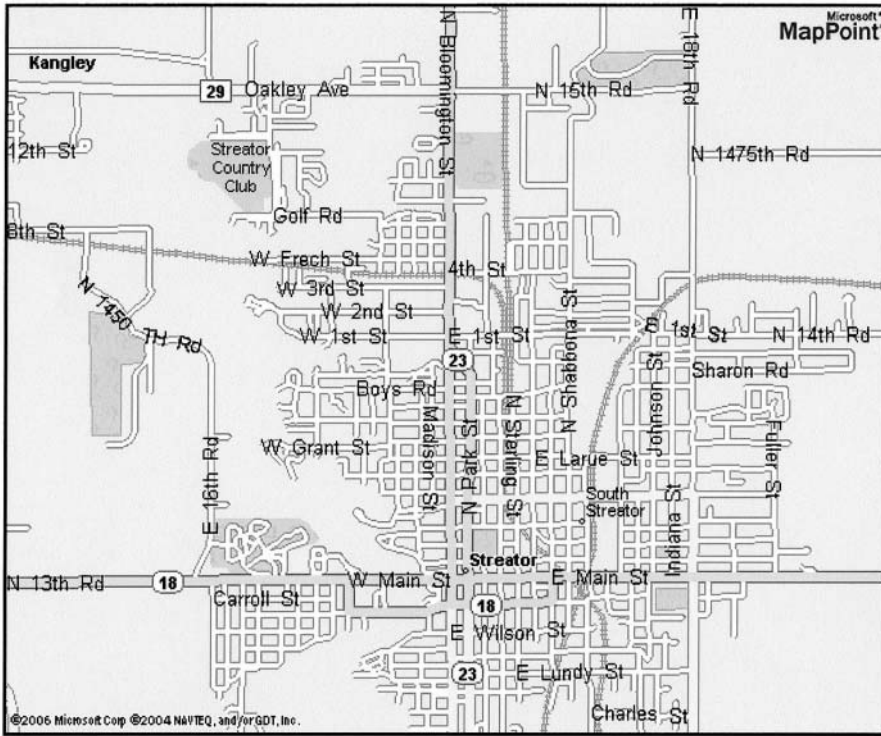 Microsoft®
MapPoint®
Kangley
29
Oakley Ave
N 15th Rd
E 18th Rd
N Bloomington St
12th St
Streator
Country
Club
N 1475th Rd
Golf Rd
8th St
W Frech St
4th St
W 3rd St
W 2nd St
W 1st St
E 1st St
E 1st St
N 14th Rd
N 1450 TH Rd
23
N Shabbona St
Johnson St
Sharon Rd
Boys Rd
Madison St
N Park St
N Sterling St
W Grant St
E Larue St
Fuller St
E 16th Rd
South
Streator
Indiana St
Streator
N 13th Rd
18
W Main St
E Main St
Carroll St
18
E Wilson St
23
E Lundy St
Charles St
©2006 Microsoft Corp ©2004 NAVTEQ, and /or GDT, Inc.